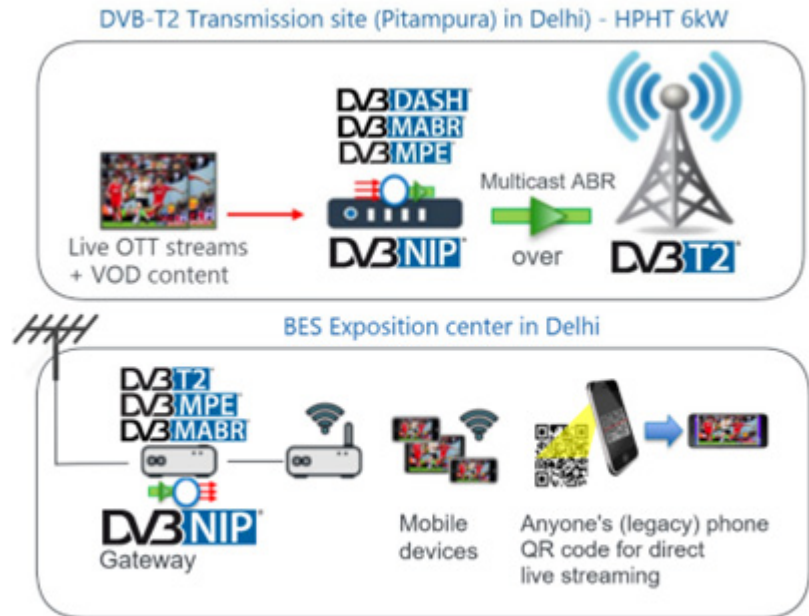 DVB-T2 Transmission site (Pitampura) in Delhi) - HPHT 6kW
DVB DASH
DVB MABR
DVB MPE
Live OTT streams
+ VOD content
DVB NIP
Multicast ABR
over
DVB T2
BES Exposition center in Delhi
DVB T2
DVB MPE
DVB MABR
DVB NIP
Gateway
Mobile
devices
Anyone's (legacy) phone
QR code for direct
live streaming